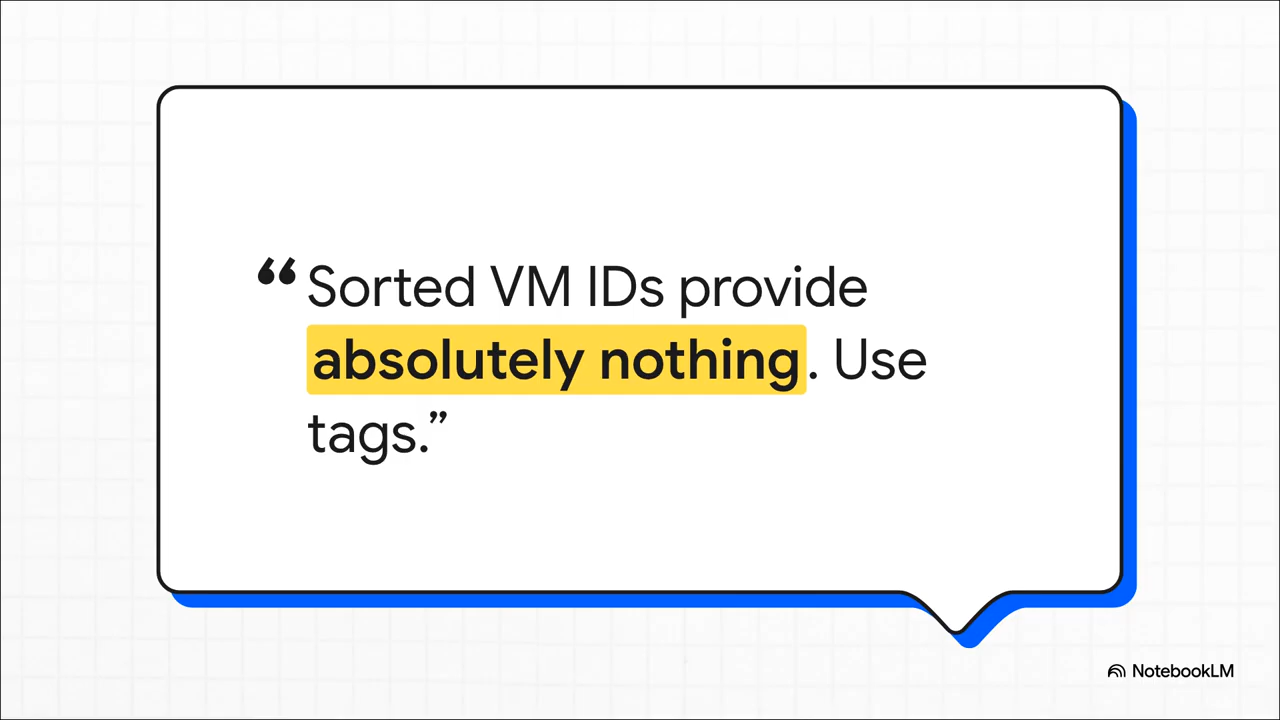 “Sorted VM IDs provide
absolutely nothing. Use
tags.”
NotebookLM